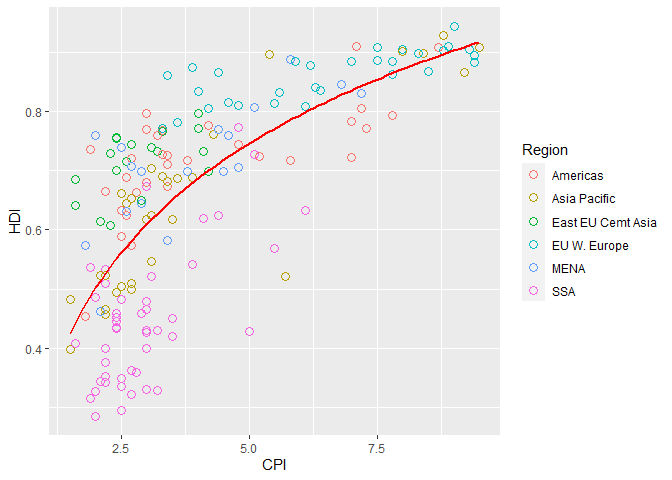 HDI
0.8
0.6
0.4
2.5
5.0
7.5
CPI
Region
Americas
Asia Pacific
East EU Cemt Asia
EU W. Europe
MENA
SSA